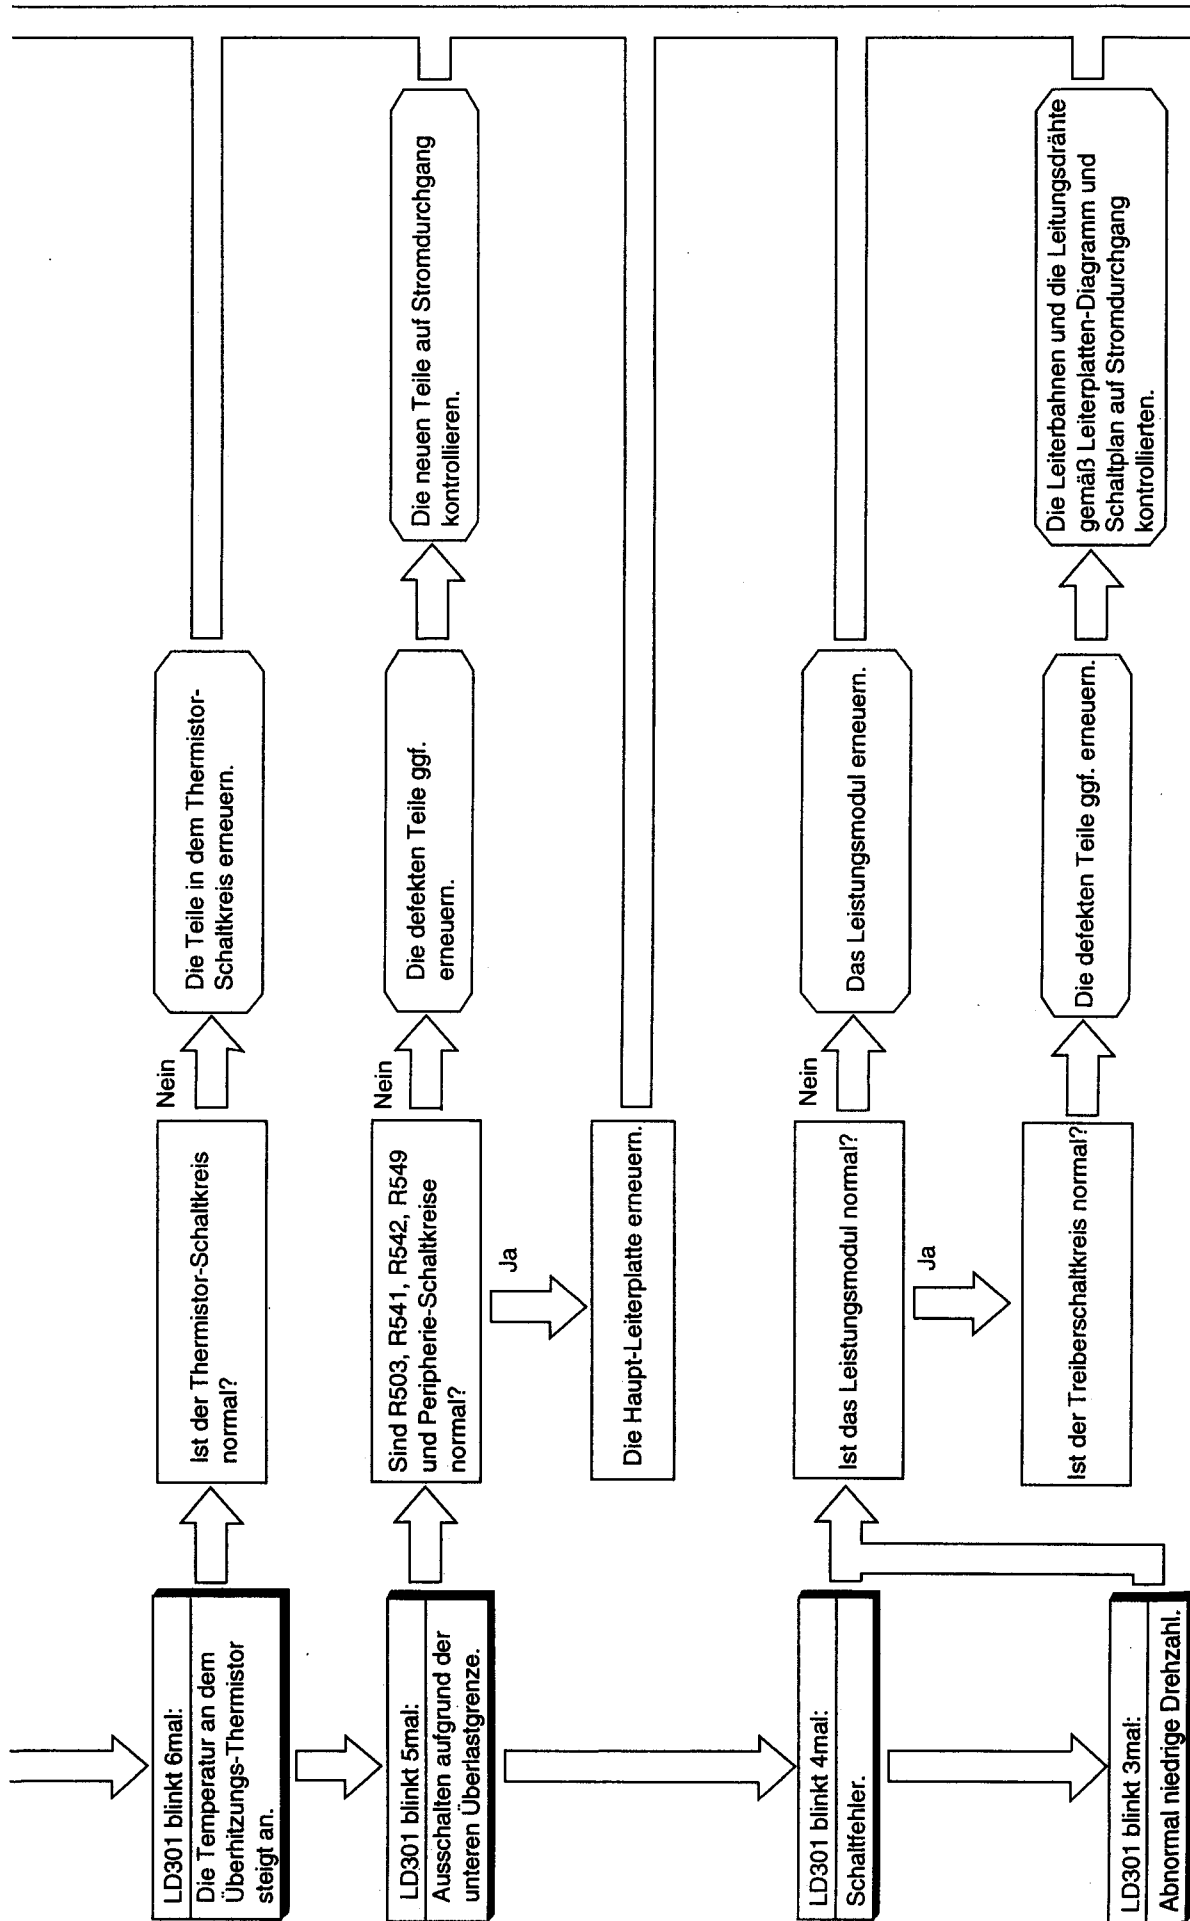 LD301 blinkt 6mal:
Die Temperatur an dem
Überhitzungs-Thermistor
steigt an.
Ist der Thermistor-Schaltkreis
normal?
Nein
Die Teile in dem Thermistor-
Schaltkreis erneuern.
LD301 blinkt 5mal:
Ausschalten aufgrund der
unteren Überlastgrenze.
Sind R503, R541, R542, R549
und Peripherie-Schaltkreise
normal?
Nein
Die defekten Teile ggf.
erneuern.
Die neuen Teile auf Stromdurchgang
kontrollieren.
Ja
Die Haupt-Leiterplatte erneuern.
LD301 blinkt 4mal:
Schaltfehler.
Ist das Leistungsmodul normal?
Nein
Das Leistungsmodul erneuern.
Ja
Ist der Treiberschaltkreis normal?
Die defekten Teile ggf. erneuern.
Die Leiterbahnen und die Leitungsdrähte
gemäß Leiterplatten-Diagramm und
Schaltplan auf Stromdurchgang
kontrollierten.
LD301 blinkt 3mal:
Abnormal niedrige Drehzahl.